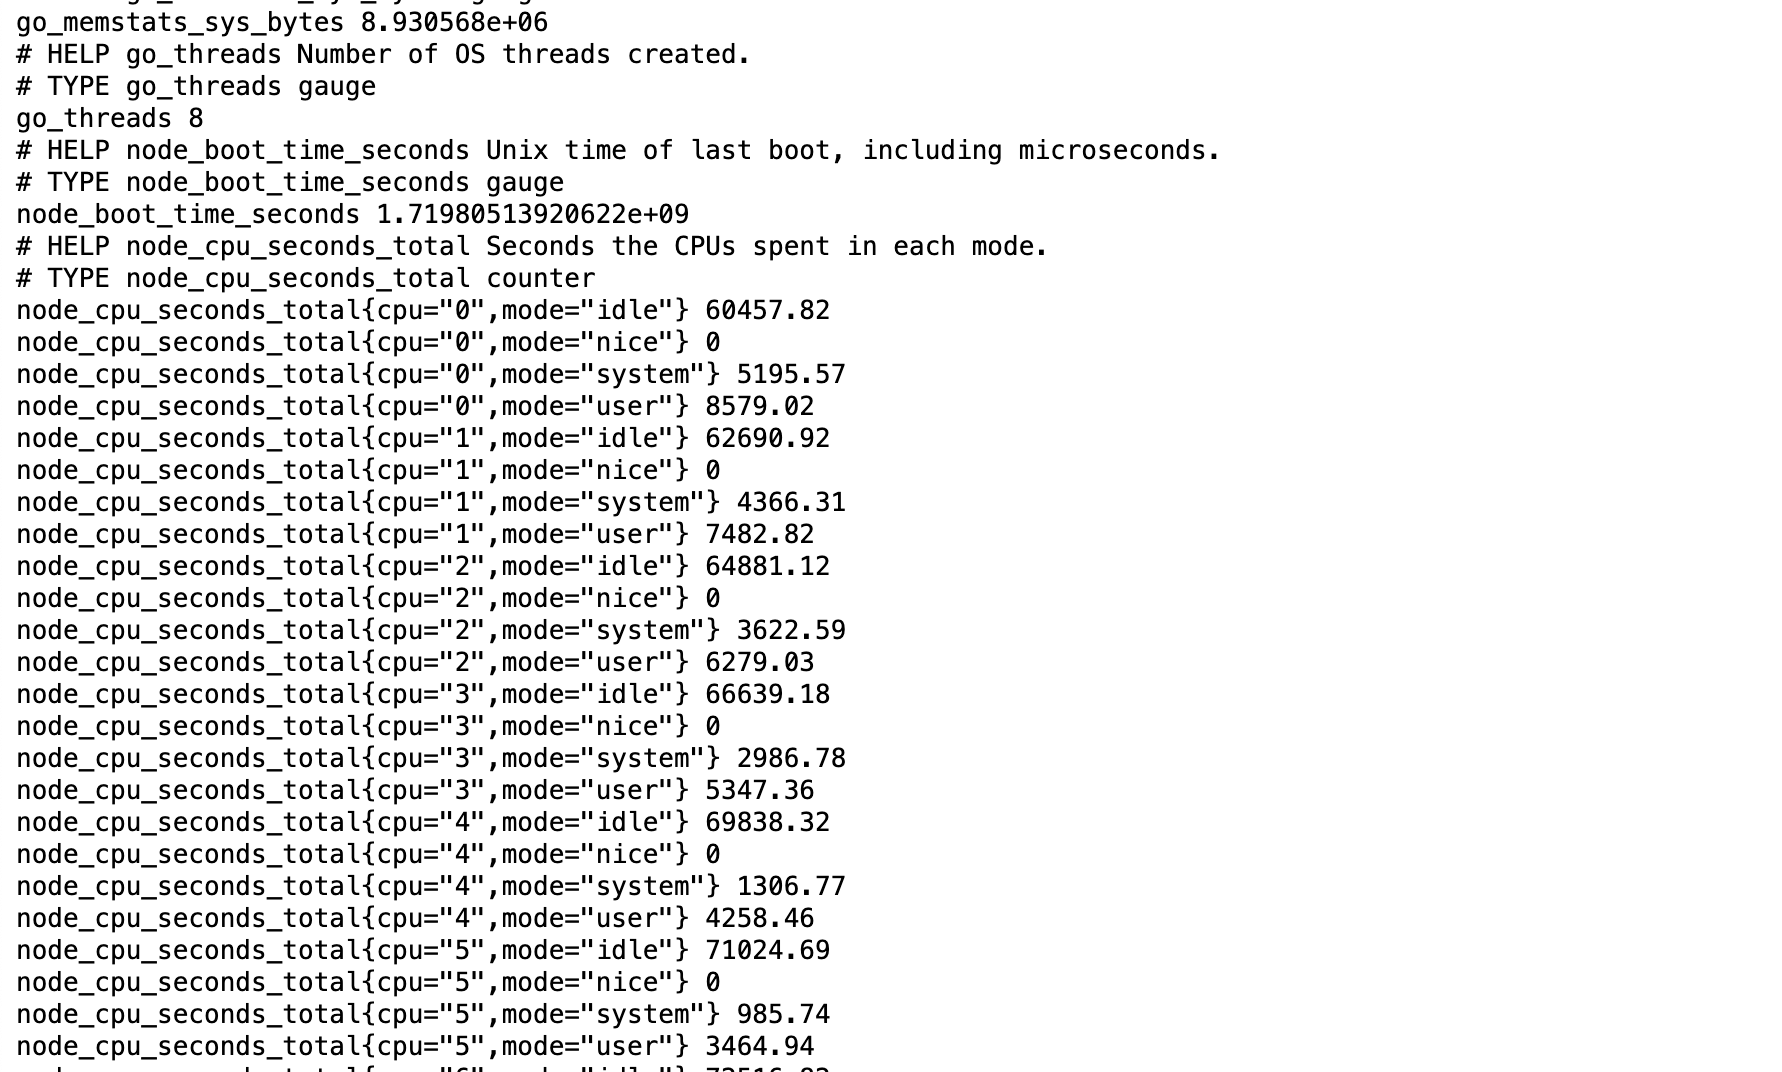 go_memstats_sys_bytes 8.930568e+06
# HELP go_threads Number of OS threads created.
# TYPE go_threads gauge
go_threads 8
# HELP node_boot_time_seconds Unix time of last boot, including microseconds.
# TYPE node_boot_time_seconds gauge
node_boot_time_seconds 1.71980513920622e+09
# HELP node_cpu_seconds_total Seconds the CPUs spent in each mode.
# TYPE node_cpu_seconds_total counter
node_cpu_seconds_total{cpu="0",mode="idle"} 60457.82
node_cpu_seconds_total{cpu="0",mode="nice"} 0
node_cpu_seconds_total{cpu="0",mode="system"} 5195.57
node_cpu_seconds_total{cpu="0",mode="user"} 8579.02
node_cpu_seconds_total{cpu="1",mode="idle"} 62690.92
node_cpu_seconds_total{cpu="1",mode="nice"} 0
node_cpu_seconds_total{cpu="1",mode="system"} 4366.31
node_cpu_seconds_total{cpu="1",mode="user"} 7482.82
node_cpu_seconds_total{cpu="2",mode="idle"} 64881.12
node_cpu_seconds_total{cpu="2",mode="nice"} 0
node_cpu_seconds_total{cpu="2",mode="system"} 3622.59
node_cpu_seconds_total{cpu="2",mode="user"} 6279.03
node_cpu_seconds_total{cpu="3",mode="idle"} 66639.18
node_cpu_seconds_total{cpu="3",mode="nice"} 0
node_cpu_seconds_total{cpu="3",mode="system"} 2986.78
node_cpu_seconds_total{cpu="3",mode="user"} 5347.36
node_cpu_seconds_total{cpu="4",mode="idle"} 69838.32
node_cpu_seconds_total{cpu="4",mode="nice"} 0
node_cpu_seconds_total{cpu="4",mode="system"} 1306.77
node_cpu_seconds_total{cpu="4",mode="user"} 4258.46
node_cpu_seconds_total{cpu="5",mode="idle"} 71024.69
node_cpu_seconds_total{cpu="5",mode="nice"} 0
node_cpu_seconds_total{cpu="5",mode="system"} 985.74
node_cpu_seconds_total{cpu="5",mode="user"} 3464.94